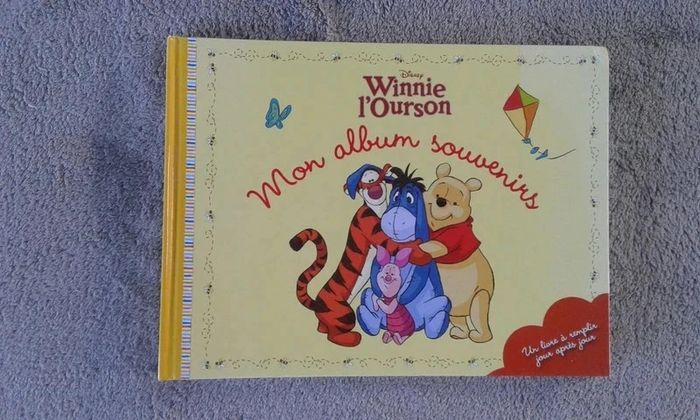 Disney
Winnie
l'Ourson
Mon album souvenirs
Un livre à remplir
jour après jour